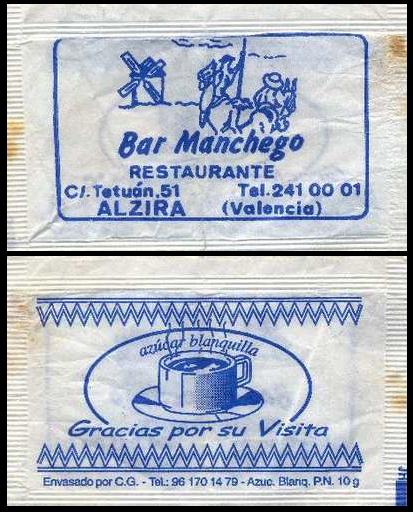 Bar Manchego
RESTAURANTE
C/. Tetuán, 51 Tel. 241 00 01
ALZIRA (Valencia)
azúcar blanquilla
Gracias por su Visita
Envasado por C.G. - Tel.: 96 170 14 79 - Azuc. Blanq. P.N. 10 g